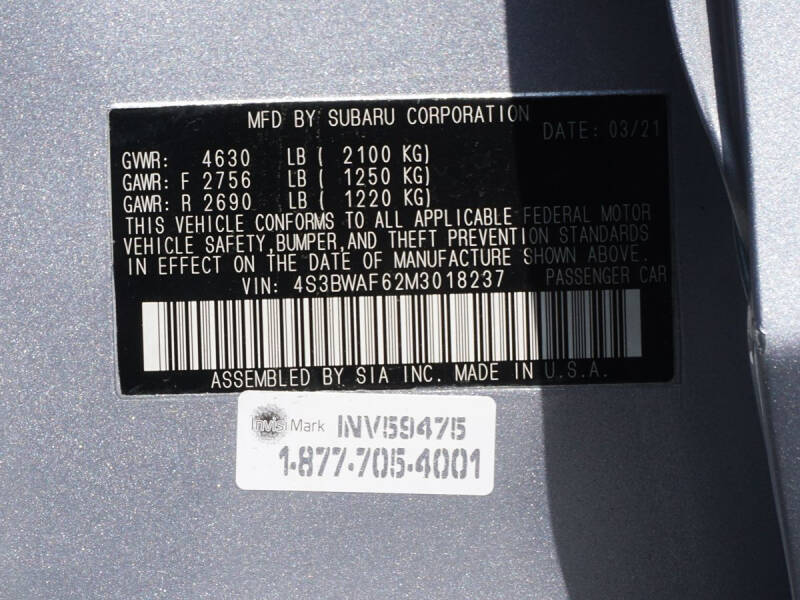 MFD BY SUBARU CORPORATION DATE: 03/21
GVWR: 4630 LB ( 2100 KG)
GAWR: F 2756 LB ( 1250 KG)
GAWR: R 2690 LB ( 1220 KG)
THIS VEHICLE CONFORMS TO ALL APPLICABLE FEDERAL MOTOR
VEHICLE SAFETY,BUMPER,AND THEFT PREVENTION STANDARDS
IN EFFECT ON THE DATE OF MANUFACTURE SHOWN ABOVE.
VIN: 4S3BWAF62M3018237 PASSENGER CAR
ASSEMBLED BY SIA INC. MADE IN U.S.A.
InvisiMark INV59475
1-877-705-4001